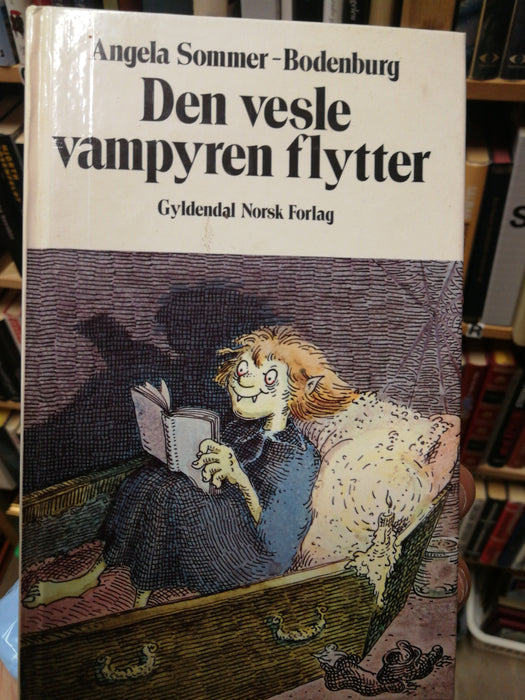 Angela Sommer-Bodenburg
Den vesle
vampyren flytter
Gyldendal Norsk Forlag